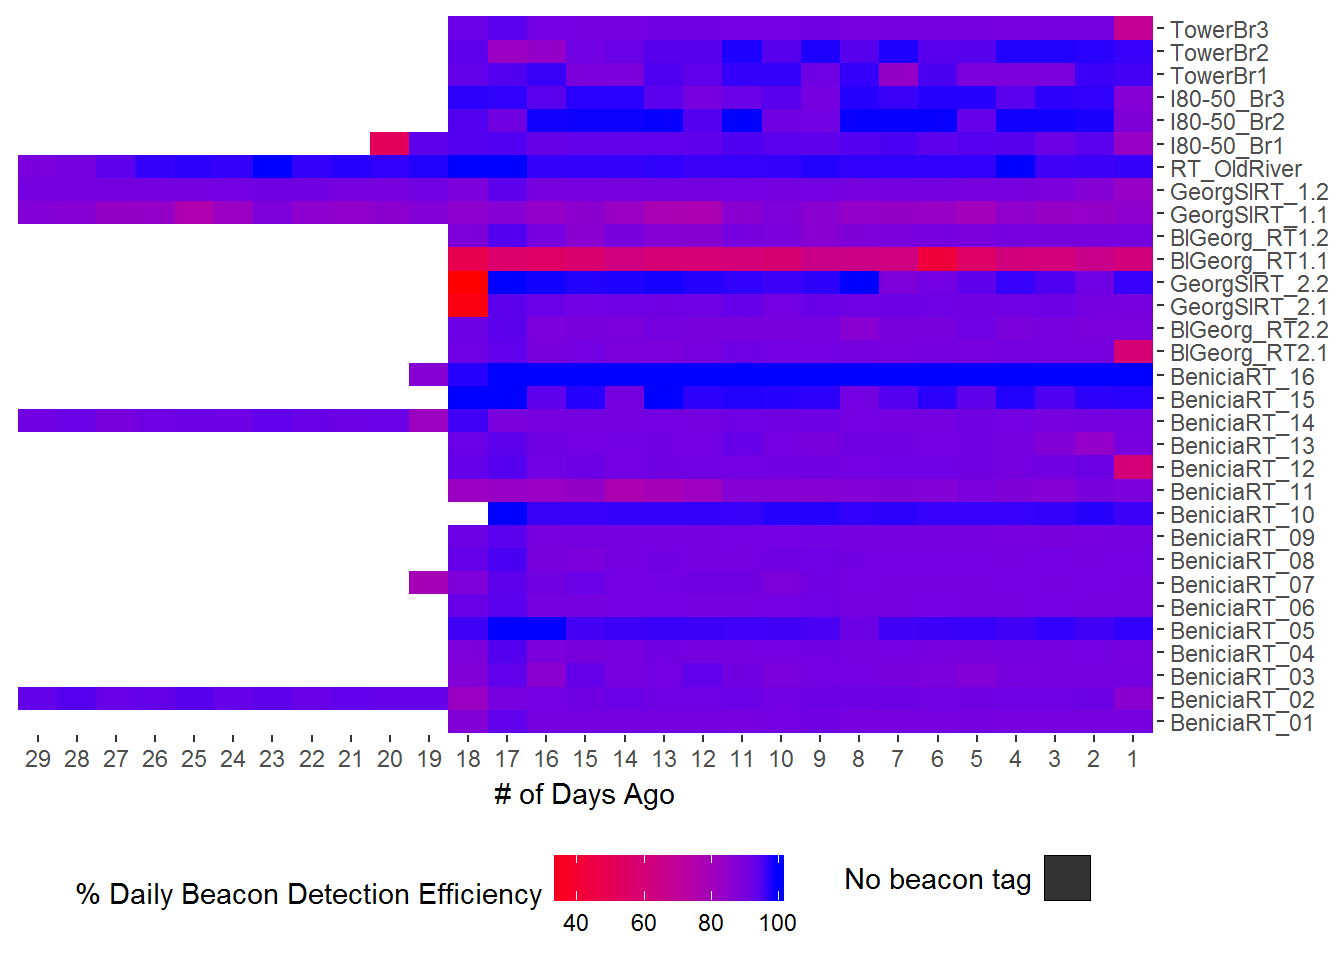 TowerBr3
TowerBr2
TowerBr1
I80-50_Br3
I80-50_Br2
I80-50_Br1
RT_OldRiver
GeorgSlRT_1.2
GeorgSlRT_1.1
BlGeorg_RT1.2
BlGeorg_RT1.1
GeorgSlRT_2.2
GeorgSlRT_2.1
BlGeorg_RT2.2
BlGeorg_RT2.1
BeniciaRT_16
BeniciaRT_15
BeniciaRT_14
BeniciaRT_13
BeniciaRT_12
BeniciaRT_11
BeniciaRT_10
BeniciaRT_09
BeniciaRT_08
BeniciaRT_07
BeniciaRT_06
BeniciaRT_05
BeniciaRT_04
BeniciaRT_03
BeniciaRT_02
BeniciaRT_01
29 28 27 26 25 24 23 22 21 20 19 18 17 16 15 14 13 12 11 10 9 8 7 6 5 4 3 2 1
# of Days Ago
% Daily Beacon Detection Efficiency
40 60 80 100
No beacon tag